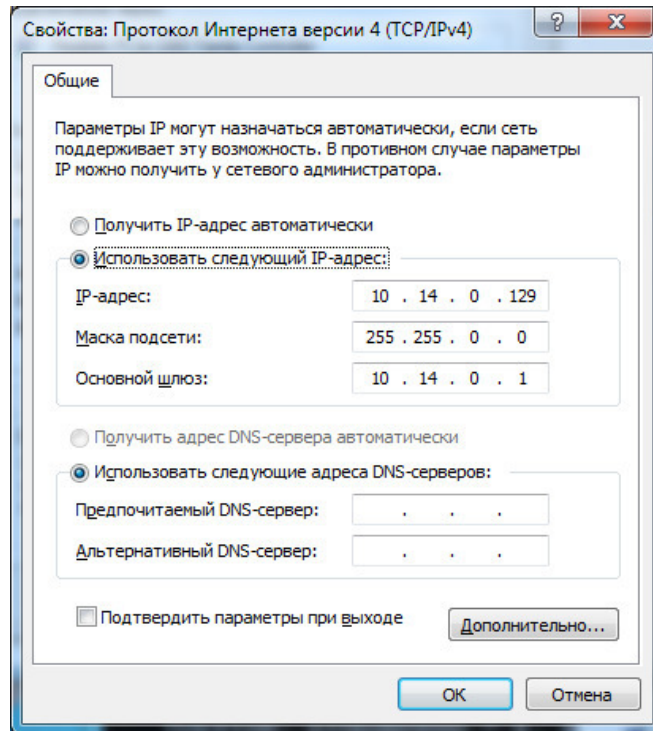 Свойства: Протокол Интернета версии 4 (TCP/IPv4)
Общие
Параметры IP могут назначаться автоматически, если сеть
поддерживает эту возможность. В противном случае параметры
IP можно получить у сетевого администратора.
Получить IP-адрес автоматически
Использовать следующий IP-адрес:
IP-адрес: 10 . 14 . 0 . 129
Маска подсети: 255 . 255 . 0 . 0
Основной шлюз: 10 . 14 . 0 . 1
Получить адрес DNS-сервера автоматически
Использовать следующие адреса DNS-серверов:
Предпочитаемый DNS-сервер: . . .
Альтернативный DNS-сервер: . . .
Подтвердить параметры при выходе
Дополнительно...
OK Отмена